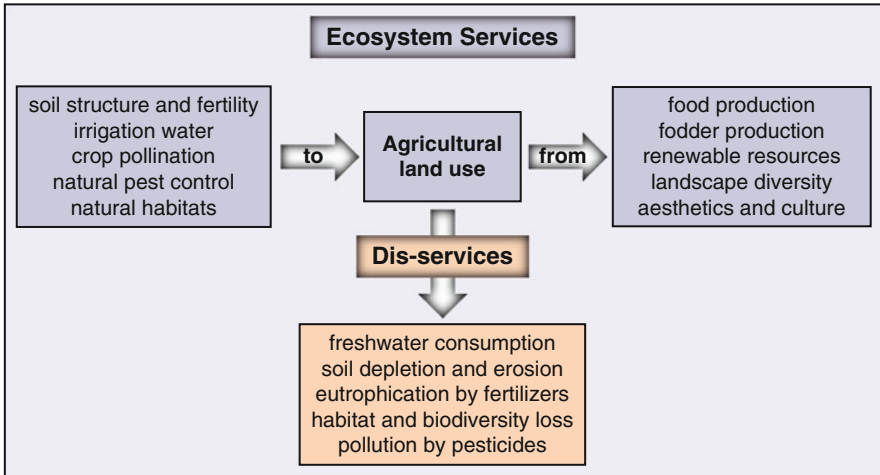 Ecosystem Services
soil structure and fertility
irrigation water
crop pollination
natural pest control
natural habitats
to
Agricultural
land use
from
food production
fodder production
renewable resources
landscape diversity
aesthetics and culture
Dis-services
freshwater consumption
soil depletion and erosion
eutrophication by fertilizers
habitat and biodiversity loss
pollution by pesticides